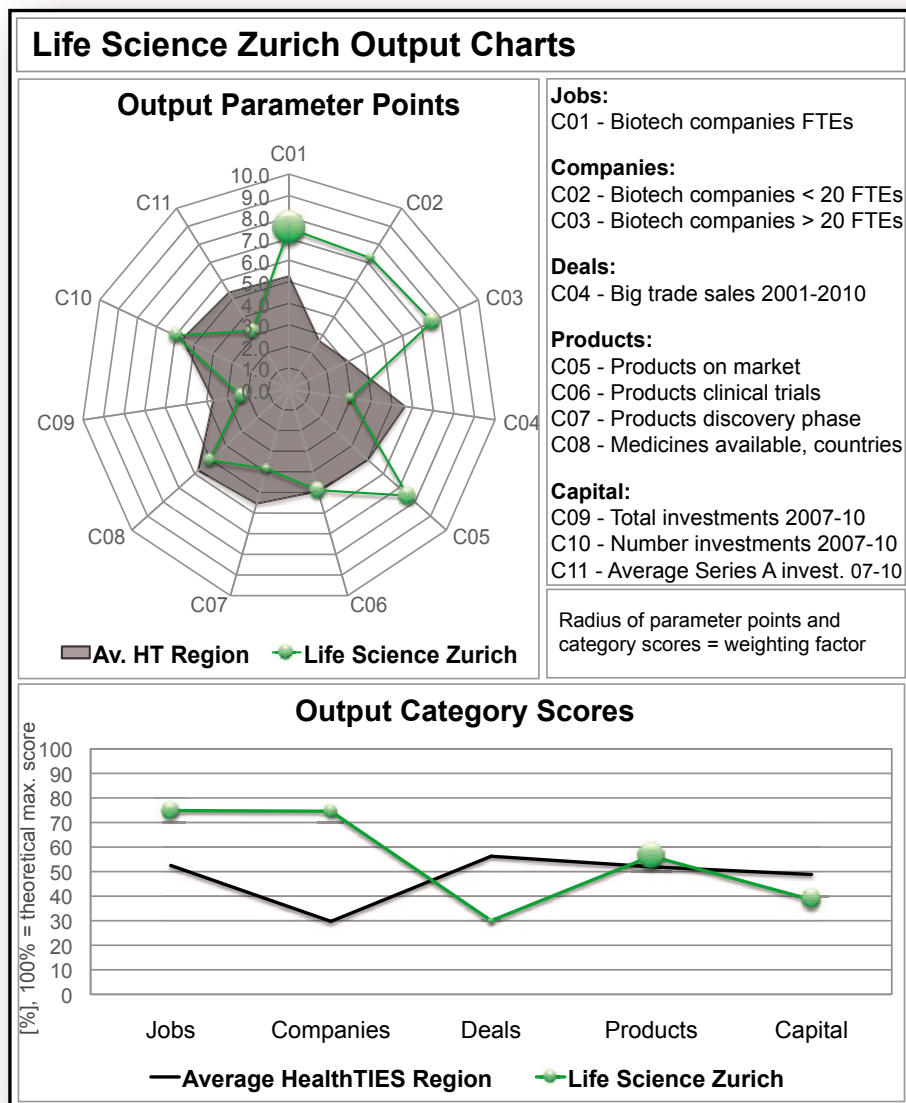 Life Science Zurich Output Charts
Output Parameter Points
C01
C02
C03
C04
C05
C06
C07
C08
C09
C10
C11
10.0
9.0
8.0
7.0
6.0
5.0
4.0
3.0
2.0
1.0
0.0
Av. HT Region
Life Science Zurich
Jobs:
C01 - Biotech companies FTEs
Companies:
C02 - Biotech companies < 20 FTEs
C03 - Biotech companies > 20 FTEs
Deals:
C04 - Big trade sales 2001-2010
Products:
C05 - Products on market
C06 - Products clinical trials
C07 - Products discovery phase
C08 - Medicines available, countries
Capital:
C09 - Total investments 2007-10
C10 - Number investments 2007-10
C11 - Average Series A invest. 07-10
Radius of parameter points and
category scores = weighting factor
Output Category Scores
[%], 100% = theoretical max. score
100
90
80
70
60
50
40
30
20
10
0
Jobs Companies Deals Products Capital
Average HealthTIES Region
Life Science Zurich